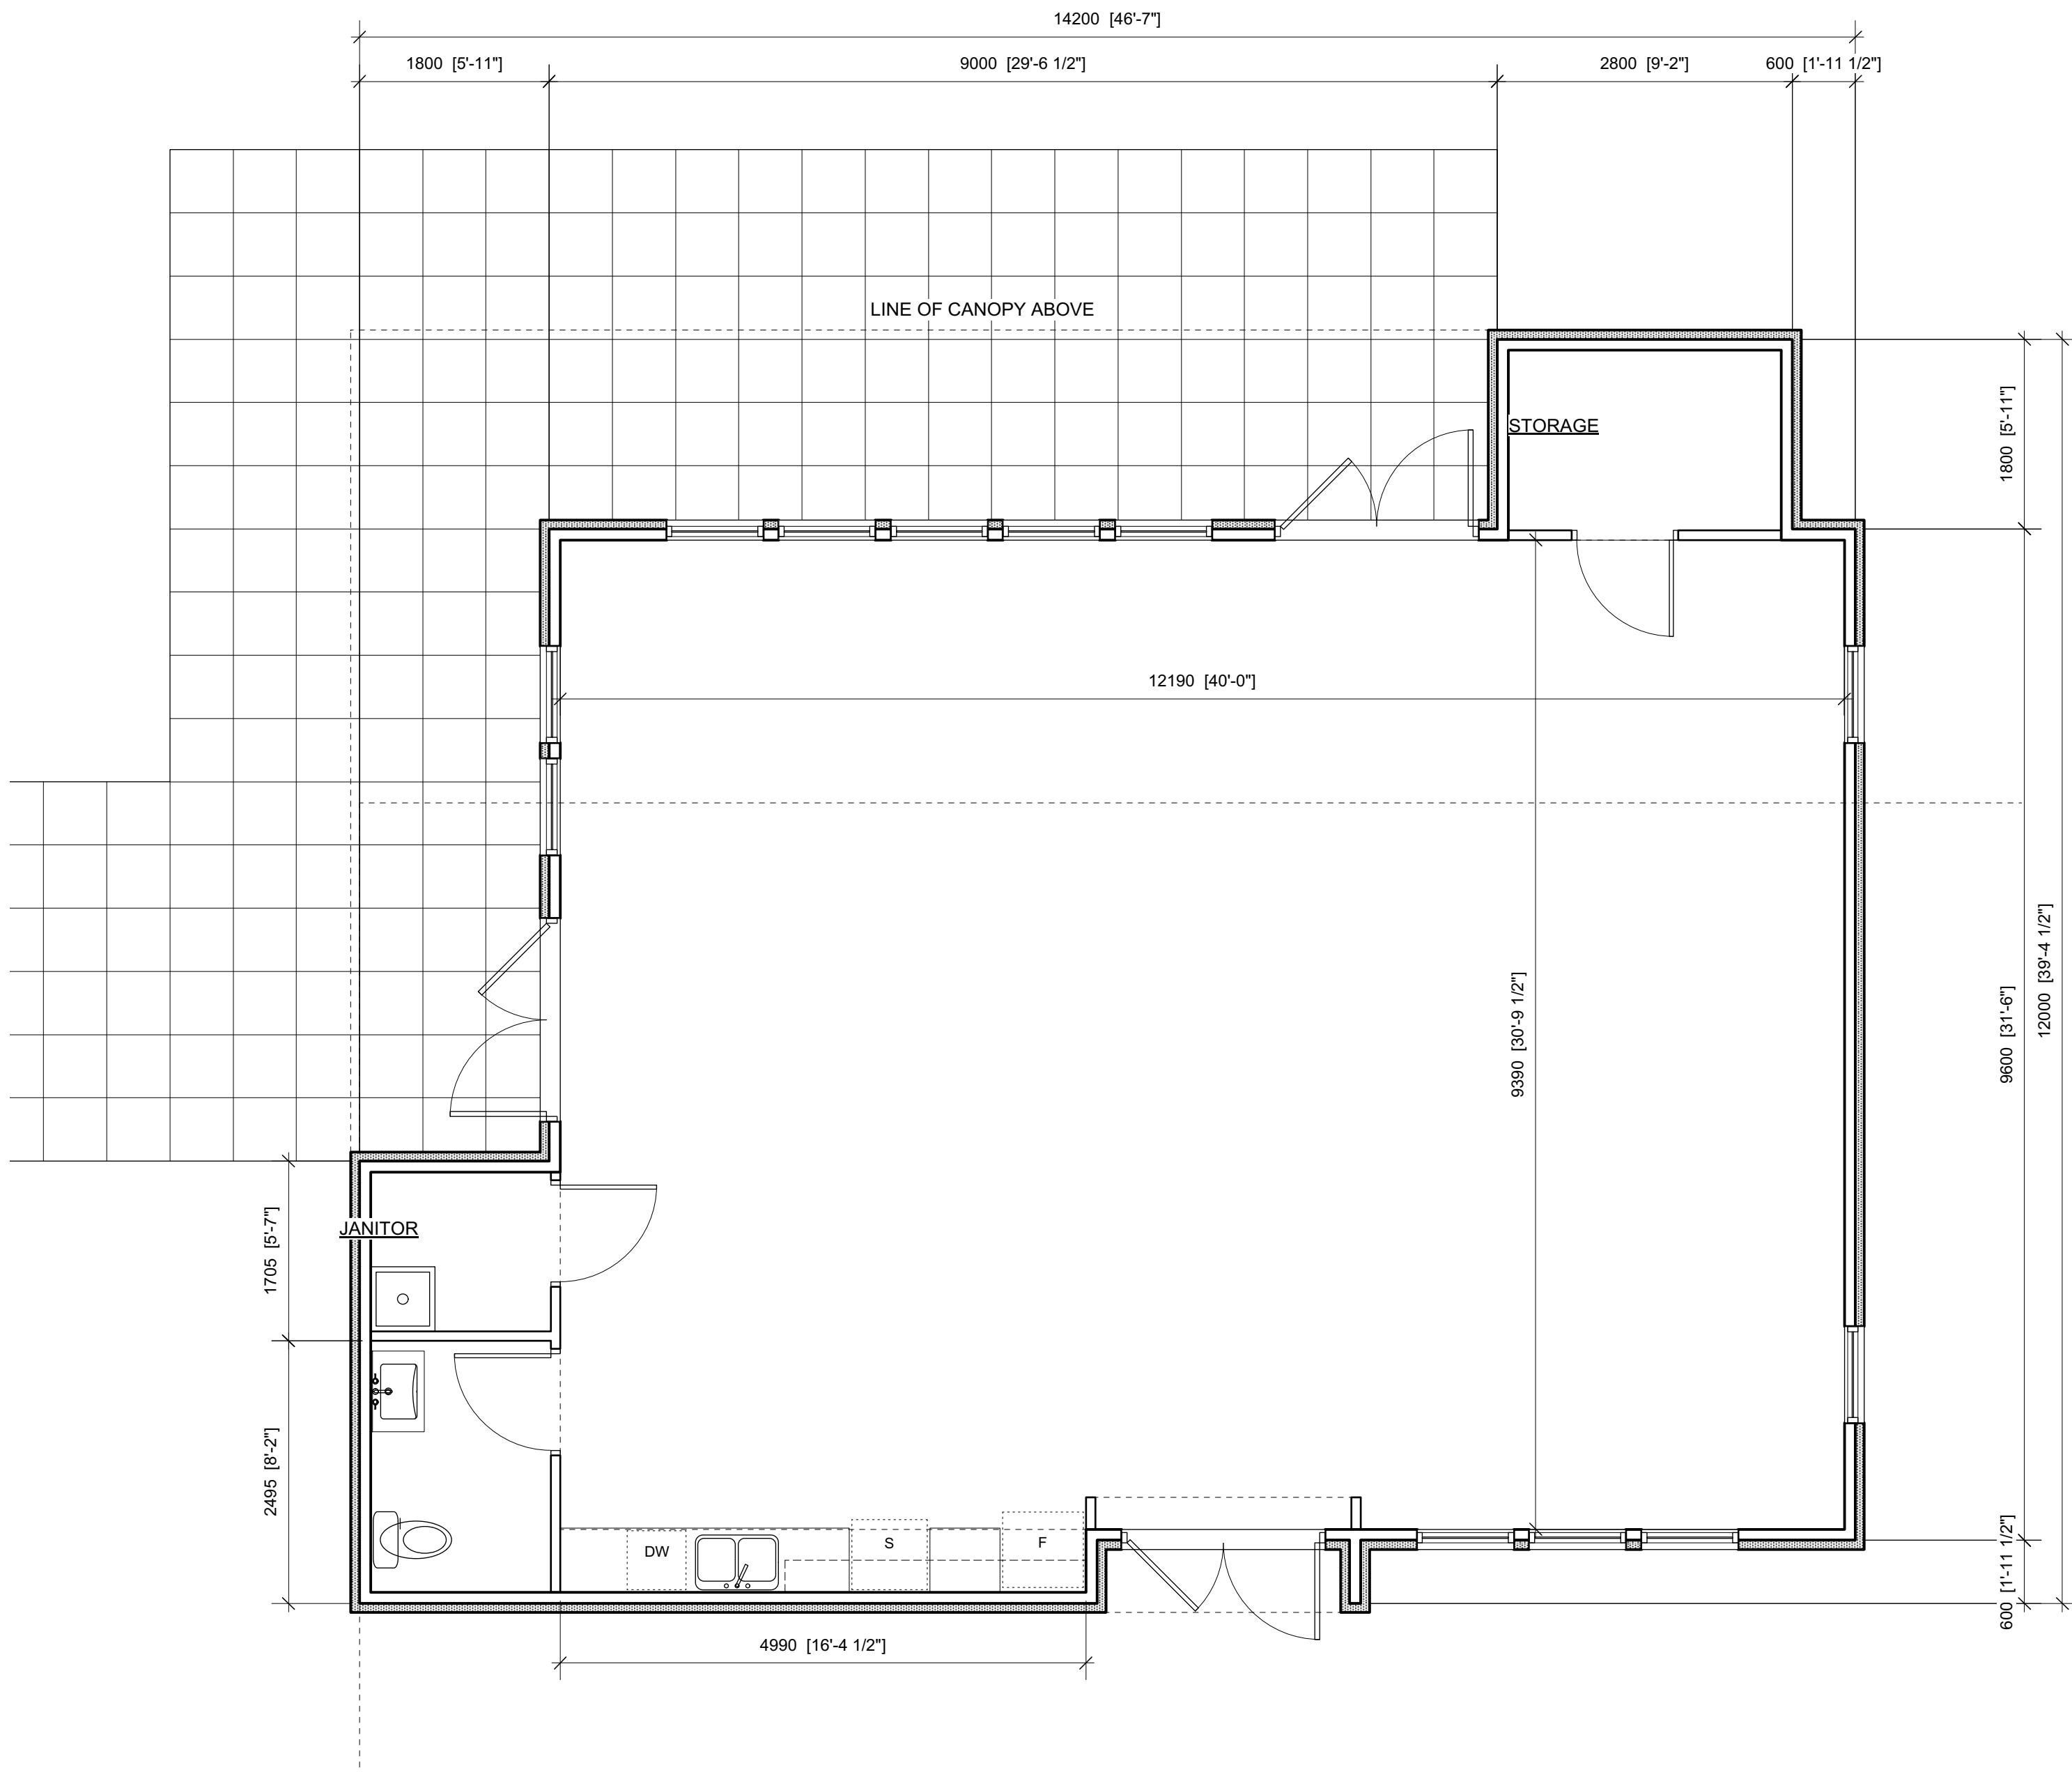 14200 [46'-7"]
1800 [5'-11"]
9000 [29'-6 1/2"]
2800 [9'-2"]
600 [1'-11 1/2"]
LINE OF CANOPY ABOVE
STORAGE
1800 [5'-11"]
12190 [40'-0"]
9390 [30'-9 1/2"]
9600 [31'-6"]
12000 [39'-4 1/2"]
JANITOR
1705 [5'-7"]
2495 [8'-2"]
DW
S
F
600 [1'-11 1/2"]
4990 [16'-4 1/2"]